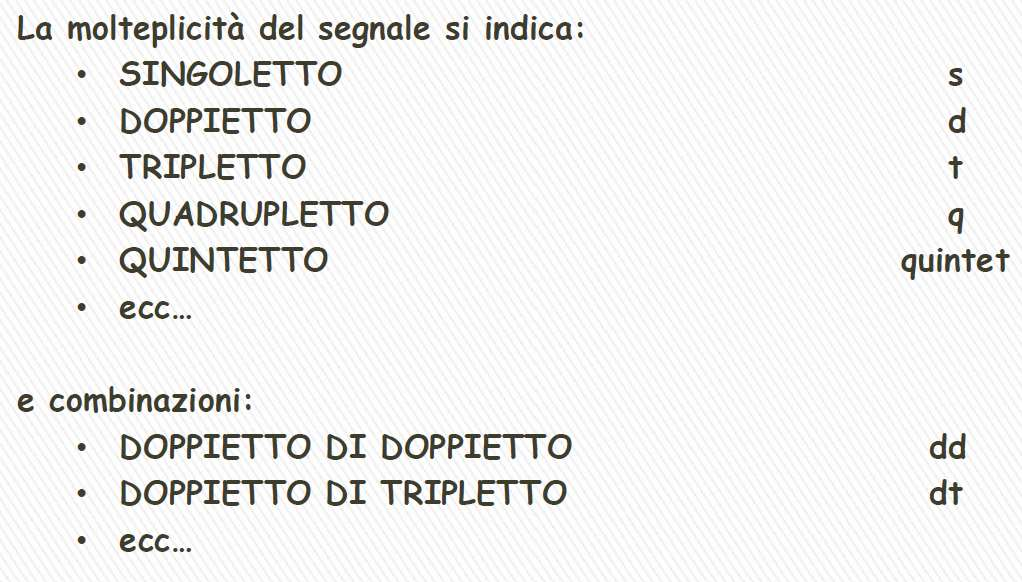 La molteplicità del segnale si indica:
• SINGOLETTO s
• DOPPIETTO d
• TRIPLETTO t
• QUADRUPLETTO q
• QUINTETTO quintet
• ecc…
e combinazioni:
• DOPPIETTO DI DOPPIETTO dd
• DOPPIETTO DI TRIPLETTO dt
• ecc…